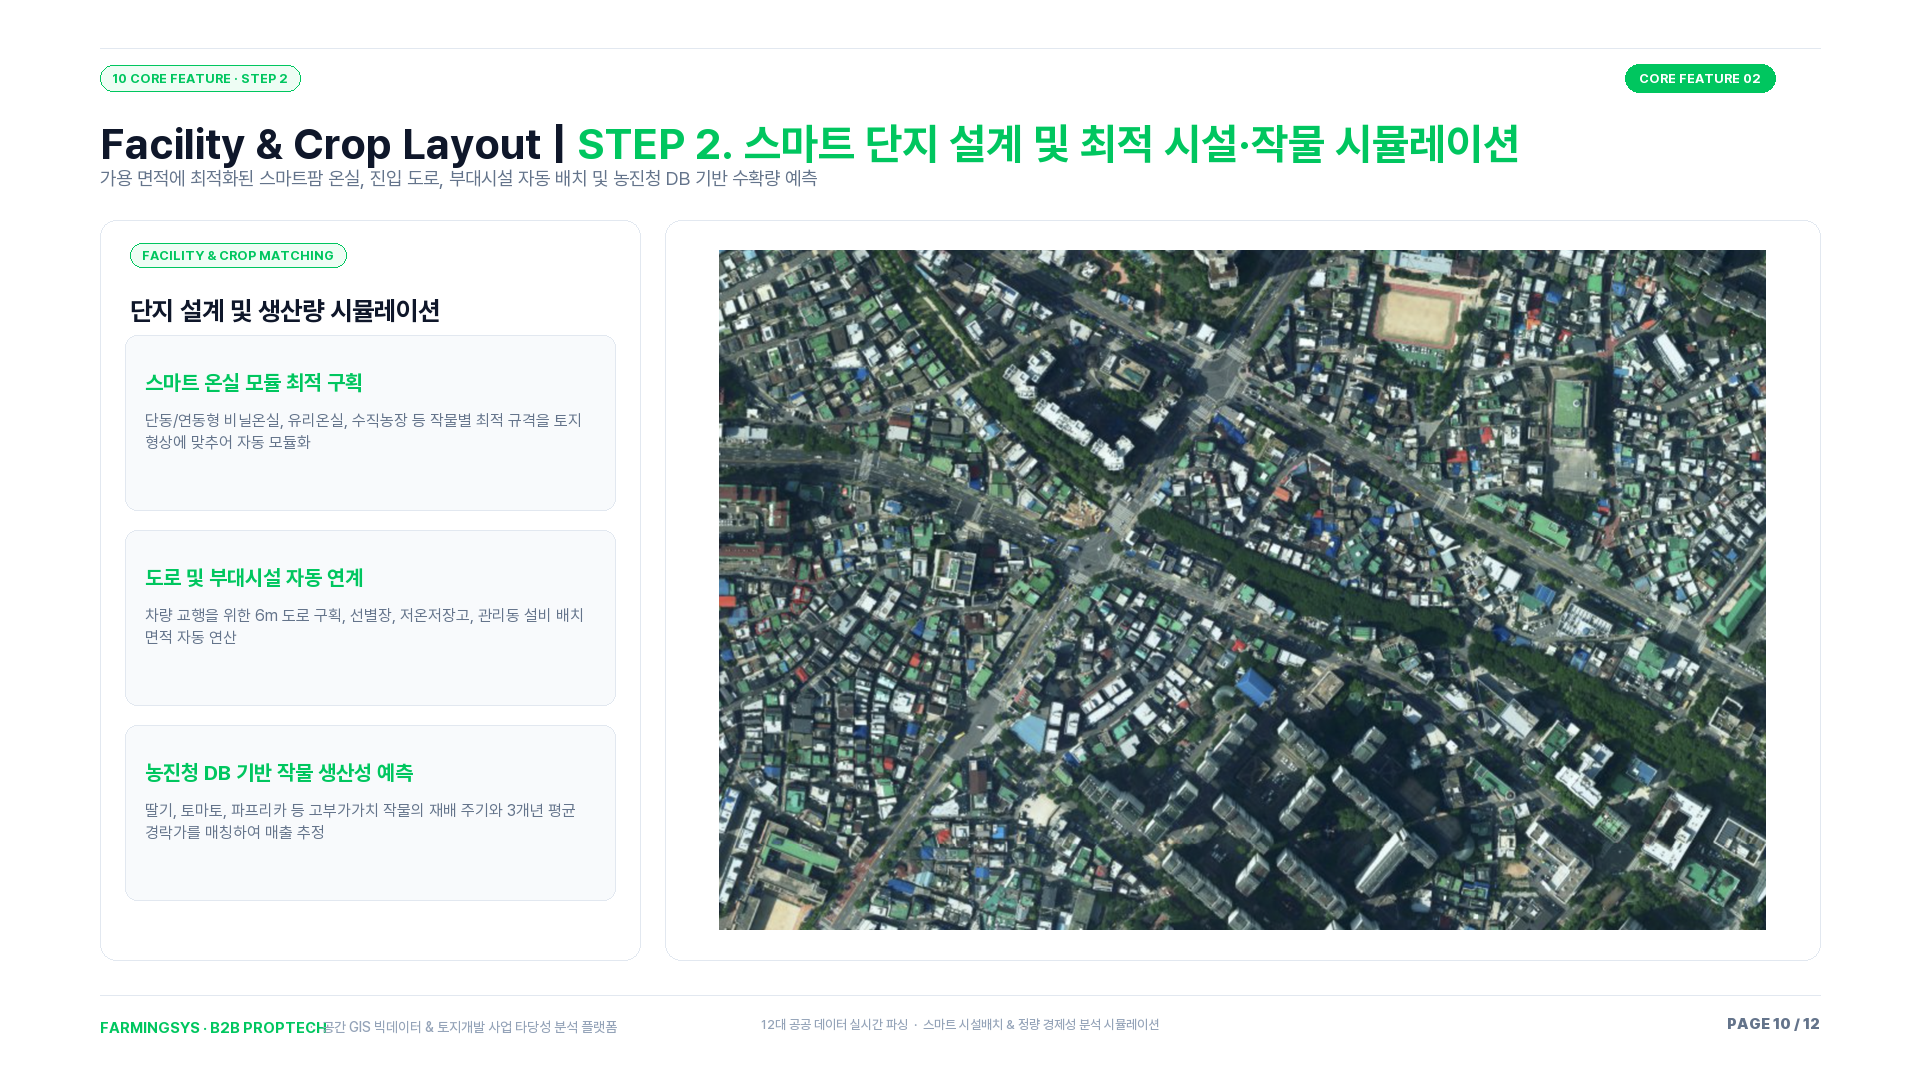 10 CORE FEATURE · STEP 2
CORE FEATURE 02
Facility & Crop Layout | STEP 2. 스마트 단지 설계 및 최적 시설·작물 시뮬레이션
가용 면적에 최적화된 스마트팜 온실, 진입 도로, 부대시설 자동 배치 및 농진청 DB 기반 수확량 예측
FACILITY & CROP MATCHING
단지 설계 및 생산량 시뮬레이션
스마트 온실 모듈 최적 구획
단동/연동형 비닐온실, 유리온실, 수직농장 등 작물별 최적 규격을 토지
형상에 맞추어 자동 모듈화
도로 및 부대시설 자동 연계
차량 교행을 위한 6m 도로 구획, 선별장, 저온저장고, 관리동 설비 배치
면적 자동 연산
농진청 DB 기반 작물 생산성 예측
딸기, 토마토, 파프리카 등 고부가가치 작물의 재배 주기와 3개년 평균
경락가를 매칭하여 매출 추정
FARMINGSYS · B2B PROPTECH 공간 GIS 빅데이터 & 토지개발 사업 타당성 분석 플랫폼
12대 공공 데이터 실시간 파싱 · 스마트 시설배치 & 정량 경제성 분석 시뮬레이션
PAGE 10 / 12